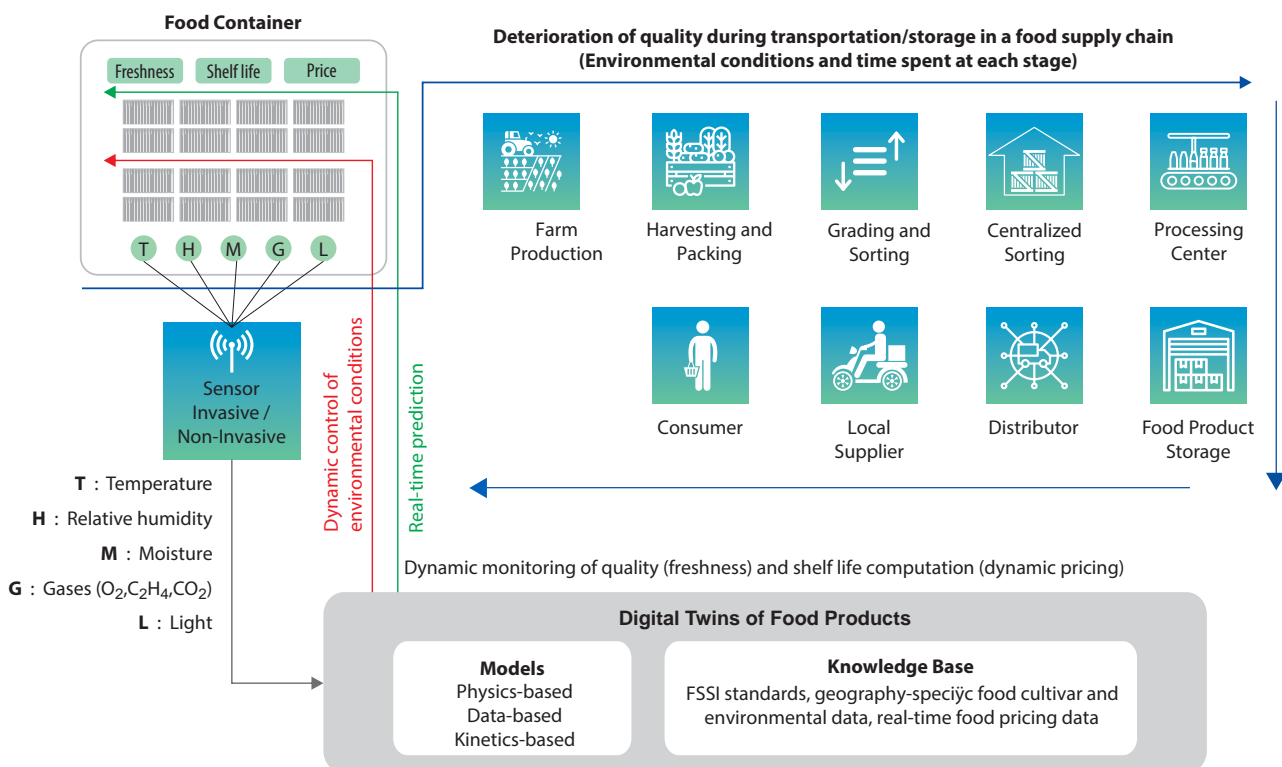 Food Container
Freshness
Shelf life
Price
T
H
M
G
L
Sensor
Invasive /
Non-Invasive
T : Temperature
H : Relative humidity
M : Moisture
G : Gases (O₂,C₂H₄,CO₂)
L : Light
Dynamic control of
environmental conditions
Real-time prediction
Deterioration of quality during transportation/storage in a food supply chain
(Environmental conditions and time spent at each stage)
Farm
Production
Harvesting and
Packing
Grading and
Sorting
Centralized
Sorting
Processing
Center
Consumer
Local
Supplier
Distributor
Food Product
Storage
Dynamic monitoring of quality (freshness) and shelf life computation (dynamic pricing)
Digital Twins of Food Products
Models
Physics-based
Data-based
Kinetics-based
Knowledge Base
FSSI standards, geography-speciÿc food cultivar and
environmental data, real-time food pricing data